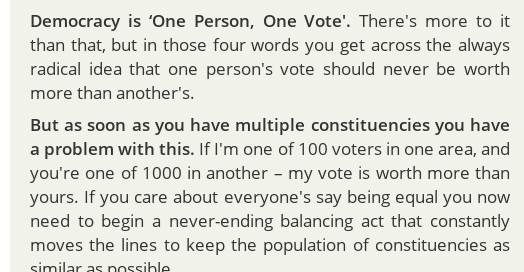 Democracy is ‘One Person, One Vote'. There's more to it
than that, but in those four words you get across the always
radical idea that one person's vote should never be worth
more than another's.
But as soon as you have multiple constituencies you have
a problem with this. If I'm one of 100 voters in one area, and
you're one of 1000 in another – my vote is worth more than
yours. If you care about everyone's say being equal you now
need to begin a never-ending balancing act that constantly
moves the lines to keep the population of constituencies as
similar as possible.